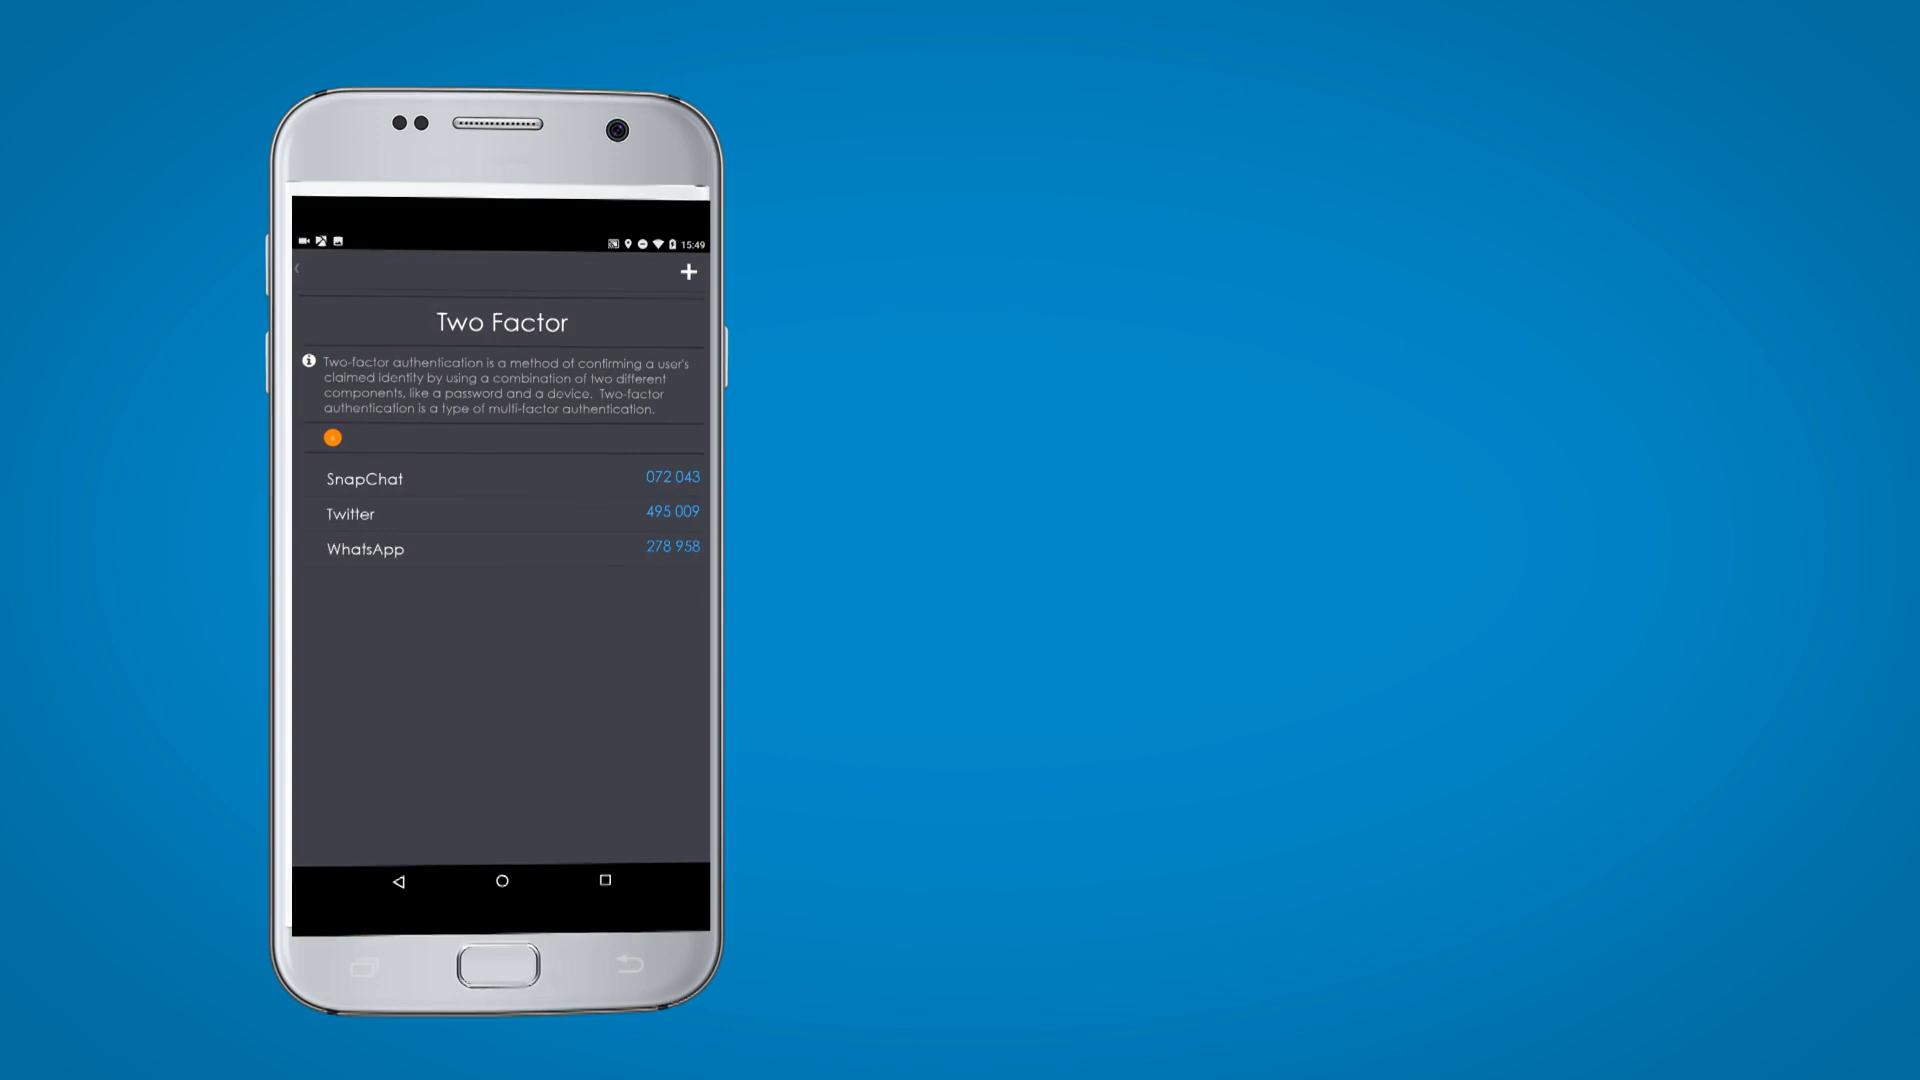 15:49
Two Factor
Two-factor authentication is a method of confirming a user's
claimed identity by using a combination of two different
components, like a password and a device. Two-factor
authentication is a type of multi-factor authentication.
SnapChat 072 043
Twitter 495 009
WhatsApp 278 958